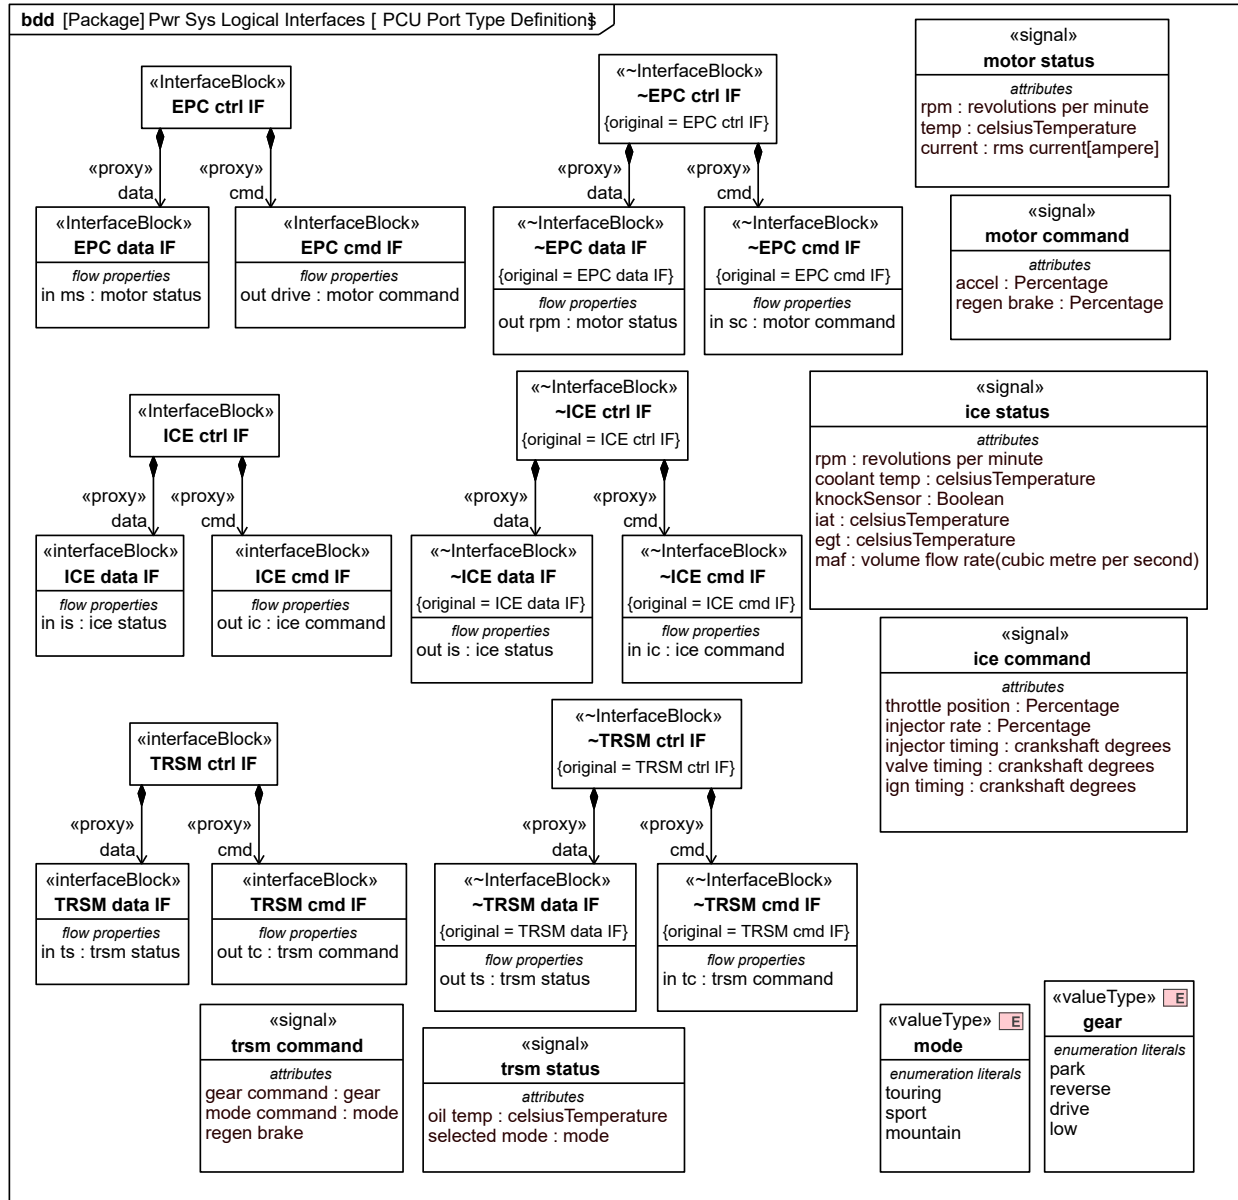 bdd [Package] Pwr Sys Logical Interfaces [ PCU Port Type Definitions]
«InterfaceBlock»
EPC ctrl IF
«proxy»
data
«proxy»
cmd
«InterfaceBlock»
EPC data IF
flow properties
in ms : motor status
«InterfaceBlock»
EPC cmd IF
flow properties
out drive : motor command
«~InterfaceBlock»
~EPC ctrl IF
{original = EPC ctrl IF}
«proxy»
data
«proxy»
cmd
«~InterfaceBlock»
~EPC data IF
{original = EPC data IF}
flow properties
out rpm : motor status
«~InterfaceBlock»
~EPC cmd IF
{original = EPC cmd IF}
flow properties
in sc : motor command
«signal»
motor status
attributes
rpm : revolutions per minute
temp : celsiusTemperature
current : rms current[ampere]
«signal»
motor command
attributes
accel : Percentage
regen brake : Percentage
«InterfaceBlock»
ICE ctrl IF
«proxy»
data
«proxy»
cmd
«interfaceBlock»
ICE data IF
flow properties
in is : ice status
«interfaceBlock»
ICE cmd IF
flow properties
out ic : ice command
«~InterfaceBlock»
~ICE ctrl IF
{original = ICE ctrl IF}
«proxy»
data
«proxy»
cmd
«~InterfaceBlock»
~ICE data IF
{original = ICE data IF}
flow properties
out is : ice status
«~InterfaceBlock»
~ICE cmd IF
{original = ICE cmd IF}
flow properties
in ic : ice command
«signal»
ice status
attributes
rpm : revolutions per minute
coolant temp : celsiusTemperature
knockSensor : Boolean
iat : celsiusTemperature
egt : celsiusTemperature
maf : volume flow rate(cubic metre per second)
«signal»
ice command
attributes
throttle position : Percentage
injector rate : Percentage
injector timing : crankshaft degrees
valve timing : crankshaft degrees
ign timing : crankshaft degrees
«interfaceBlock»
TRSM ctrl IF
«proxy»
data
«proxy»
cmd
«interfaceBlock»
TRSM data IF
flow properties
in ts : trsm status
«interfaceBlock»
TRSM cmd IF
flow properties
out tc : trsm command
«~InterfaceBlock»
~TRSM ctrl IF
{original = TRSM ctrl IF}
«proxy»
data
«proxy»
cmd
«~InterfaceBlock»
~TRSM data IF
{original = TRSM data IF}
flow properties
out ts : trsm status
«~InterfaceBlock»
~TRSM cmd IF
{original = TRSM cmd IF}
flow properties
in tc : trsm command
«signal»
trsm command
attributes
gear command : gear
mode command : mode
regen brake
«signal»
trsm status
attributes
oil temp : celsiusTemperature
selected mode : mode
«valueType» E
mode
enumeration literals
touring
sport
mountain
«valueType» E
gear
enumeration literals
park
reverse
drive
low